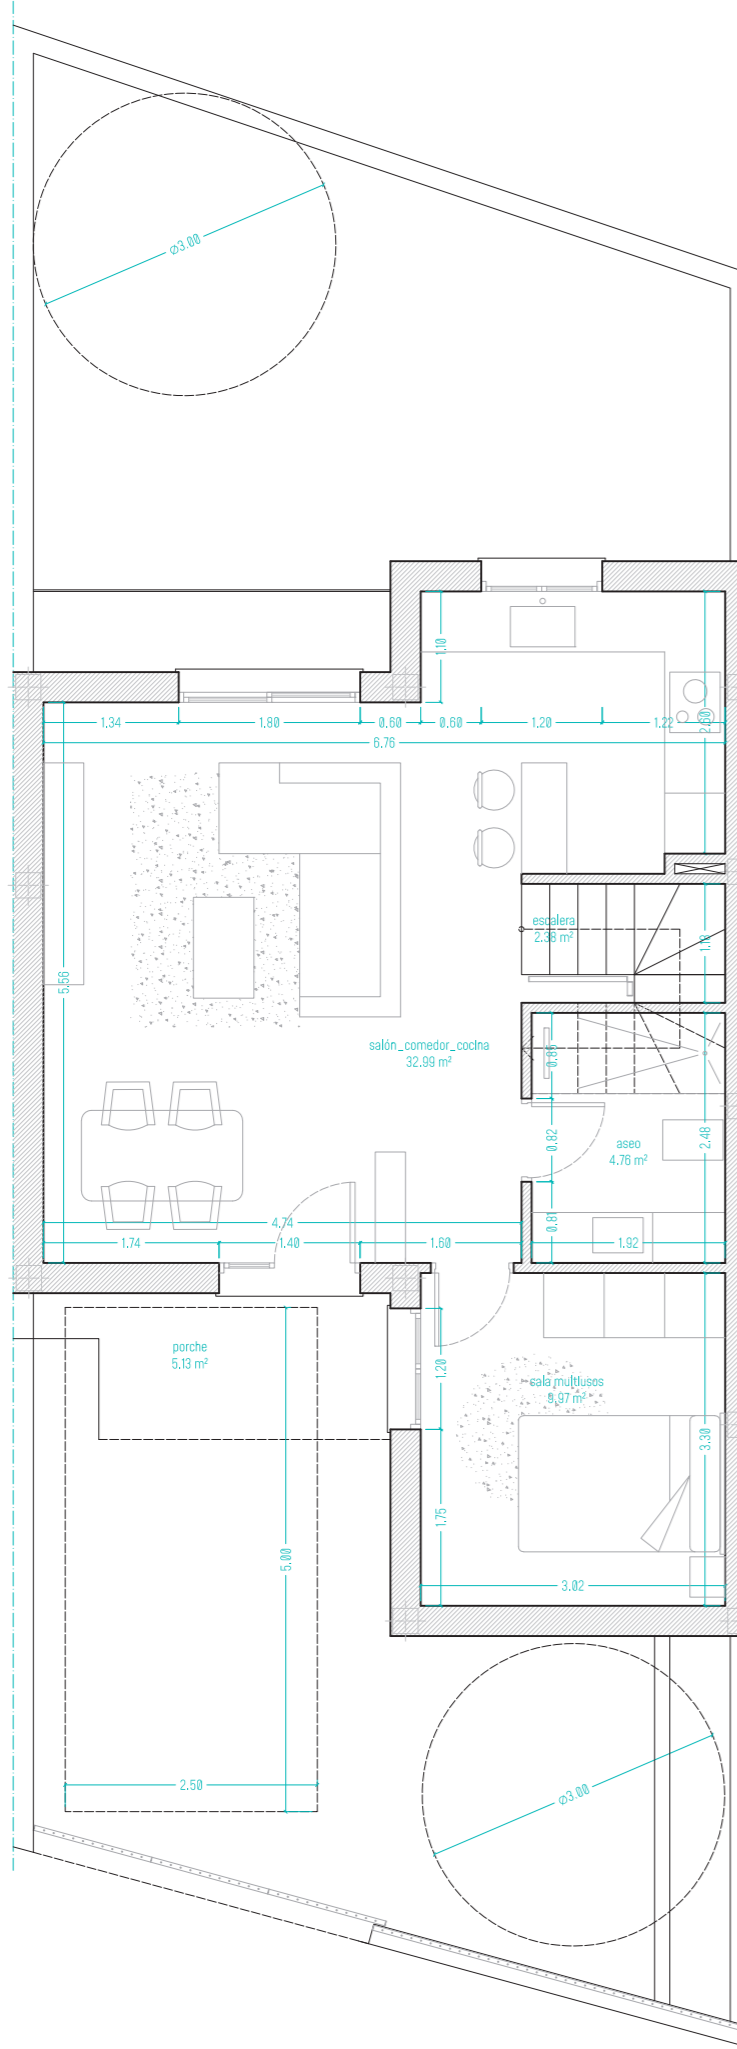 ø3.00
1.10
1.34
1.80
0.60
0.60
1.20
1.22
2.60
6.76
escalera
2.38 m²
1.18
5.56
salón_comedor_cocina
32.99 m²
0.85
0.82
aseo
4.76 m²
2.48
0.81
4.74
1.74
1.40
1.60
1.92
porche
5.13 m²
1.20
sala multiusos
9.97 m²
3.30
1.75
5.00
3.02
2.50
ø3.00